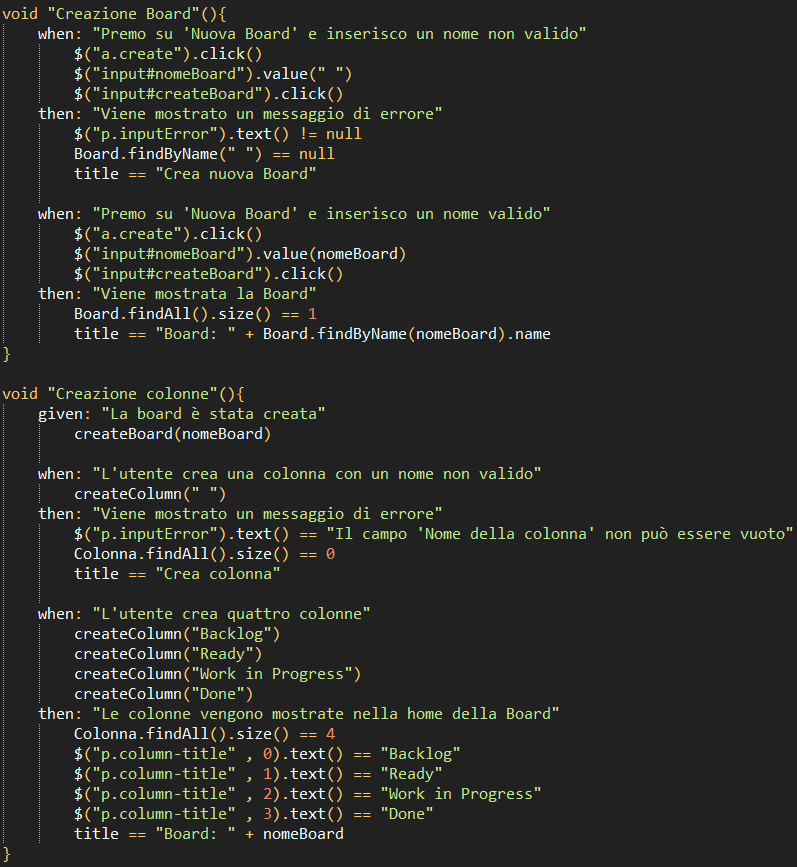 void "Creazione Board"(){
    when: "Premo su 'Nuova Board' e inserisco un nome non valido"
        $("a.create").click()
        $("input#nomeBoard").value(" ")
        $("input#createBoard").click()
    then: "Viene mostrato un messaggio di errore"
        $("p.inputError").text() != null
        Board.findByName(" ") == null
        title == "Crea nuova Board"

    when: "Premo su 'Nuova Board' e inserisco un nome valido"
        $("a.create").click()
        $("input#nomeBoard").value(nomeBoard)
        $("input#createBoard").click()
    then: "Viene mostrata la Board"
        Board.findAll().size() == 1
        title == "Board: " + Board.findByName(nomeBoard).name
}

void "Creazione colonne"(){
    given: "La board è stata creata"
        createBoard(nomeBoard)

    when: "L'utente crea una colonna con un nome non valido"
        createColumn(" ")
    then: "Viene mostrato un messaggio di errore"
        $("p.inputError").text() == "Il campo 'Nome della colonna' non può essere vuoto"
        Colonna.findAll().size() == 0
        title == "Crea colonna"

    when: "L'utente crea quattro colonne"
        createColumn("Backlog")
        createColumn("Ready")
        createColumn("Work in Progress")
        createColumn("Done")
    then: "Le colonne vengono mostrate nella home della Board"
        Colonna.findAll().size() == 4
        $("p.column-title" , 0).text() == "Backlog"
        $("p.column-title" , 1).text() == "Ready"
        $("p.column-title" , 2).text() == "Work in Progress"
        $("p.column-title" , 3).text() == "Done"
        title == "Board: " + nomeBoard
}